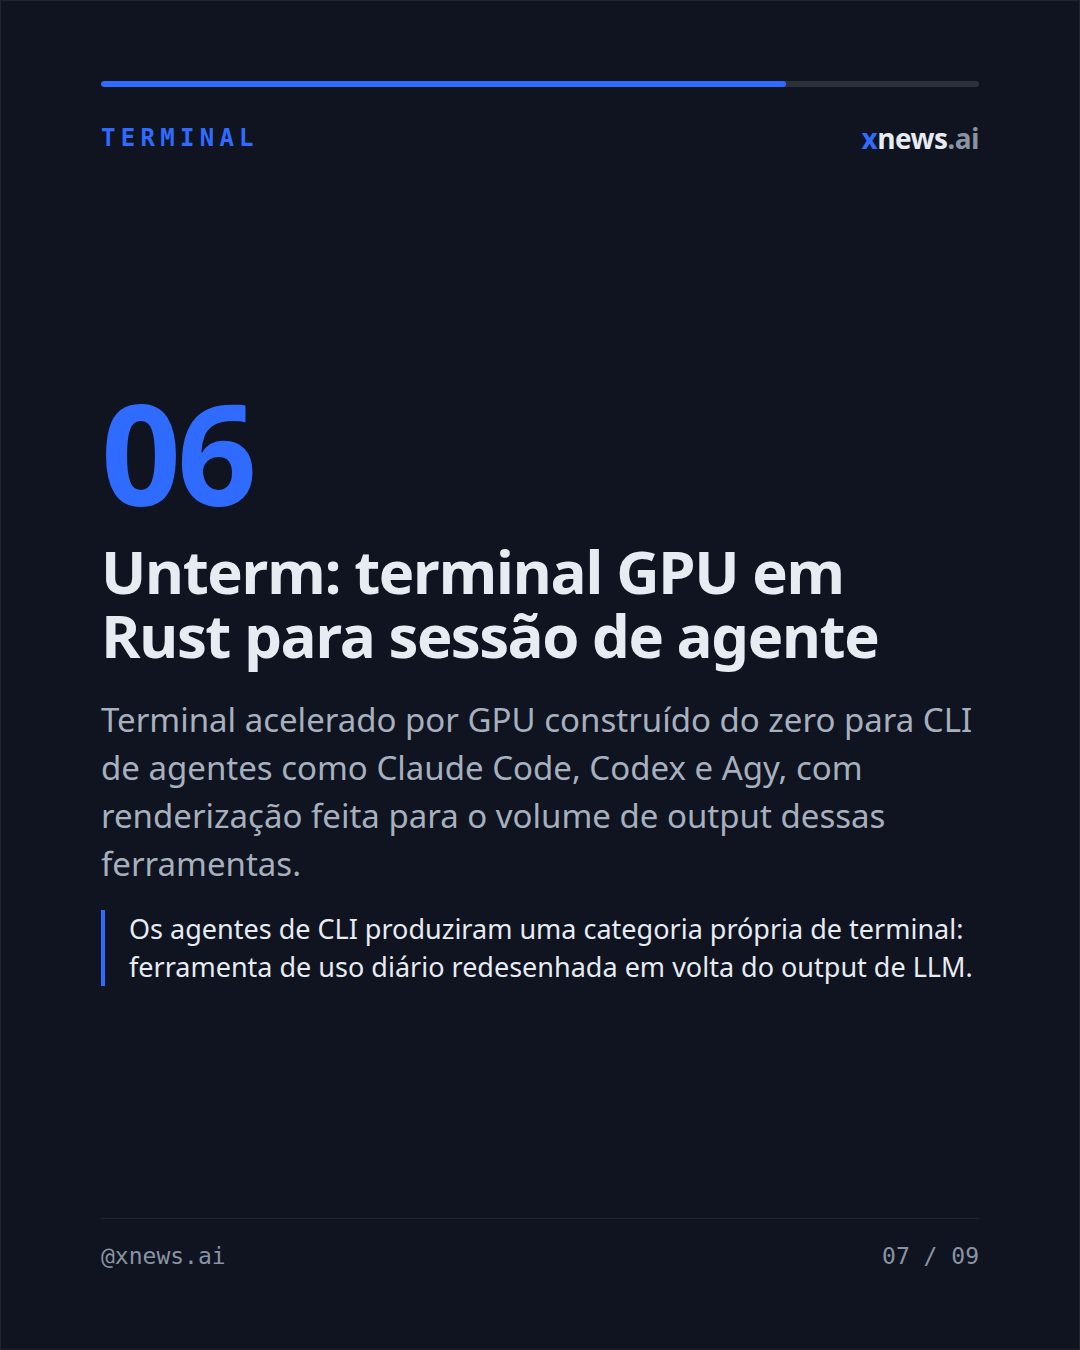 TERMINAL
xnews.ai
06
Unterm: terminal GPU em
Rust para sessão de agente
Terminal acelerado por GPU construído do zero para CLI
de agentes como Claude Code, Codex e Agy, com
renderização feita para o volume de output dessas
ferramentas.
Os agentes de CLI produziram uma categoria própria de terminal:
ferramenta de uso diário redesenhada em volta do output de LLM.
@xnews.ai
07 / 09